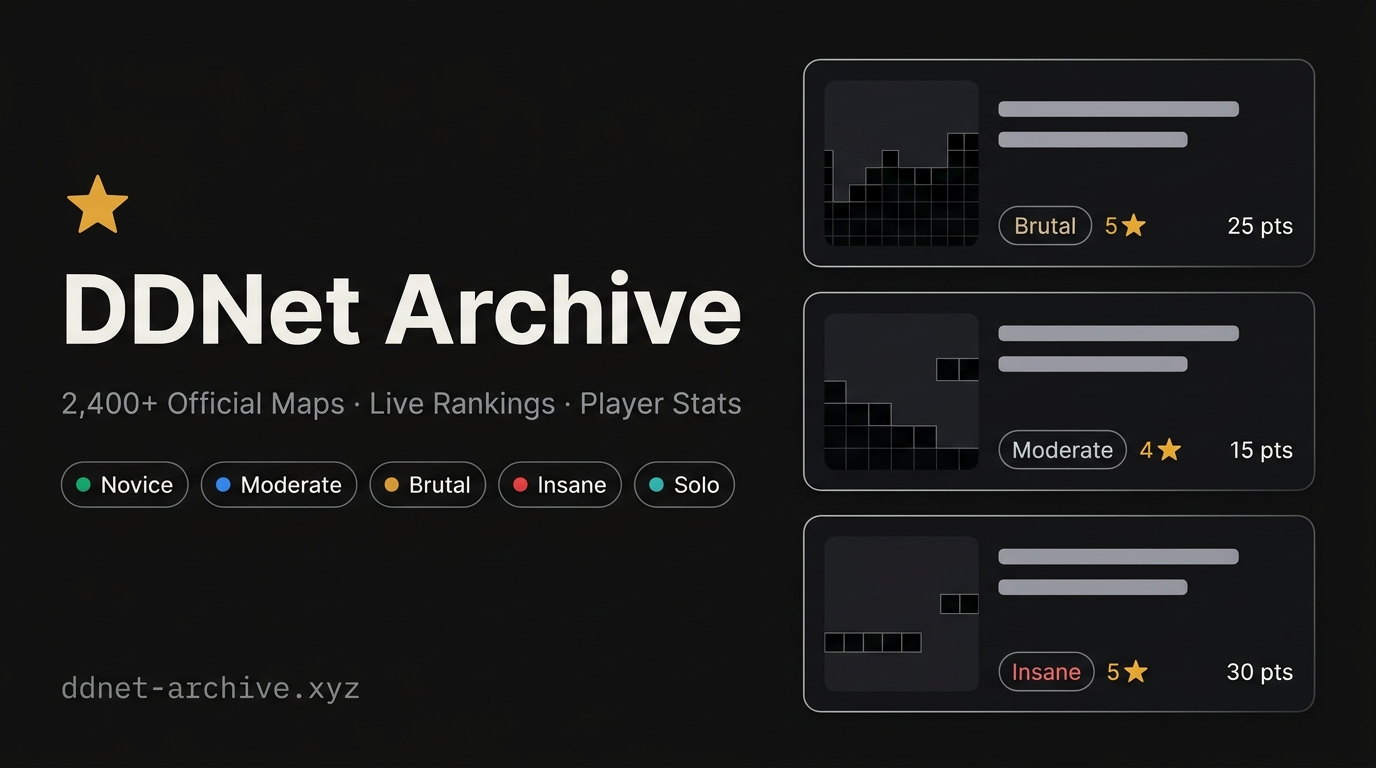 DDNet Archive
2,400+ Official Maps · Live Rankings · Player Stats
Novice Moderate Brutal Insane Solo
ddnet-archive.xyz
Brutal 5 25 pts
Moderate 4 15 pts
Insane 5 30 pts